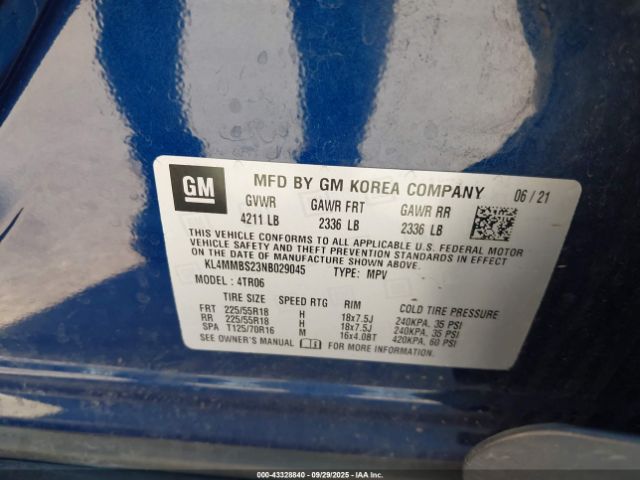 GM
MFD BY GM KOREA COMPANY 06 / 21
GVWR GAWR FRT GAWR RR
4211 LB 2336 LB 2336 LB
THIS VEHICLE CONFORMS TO ALL APPLICABLE U.S. FEDERAL MOTOR
VEHICLE SAFETY AND THEFT PREVENTION STANDARDS IN EFFECT
ON THE DATE OF MANUFACTURE SHOWN ABOVE.
KL4MMBS23NB029045 TYPE: MPV
MODEL: 4TR06
TIRE SIZE SPEED RTG RIM COLD TIRE PRESSURE
FRT 225/55R18 H 18x7.5J 240KPA. 35 PSI
RR 225/55R18 H 18x7.5J 240KPA. 35 PSI
SPA T125/70R16 M 16x4.0BT 420KPA. 60 PSI
SEE OWNER'S MANUAL FOR MORE INFORMATION.
000-43328840 - 09/29/2025 - IAAI.com